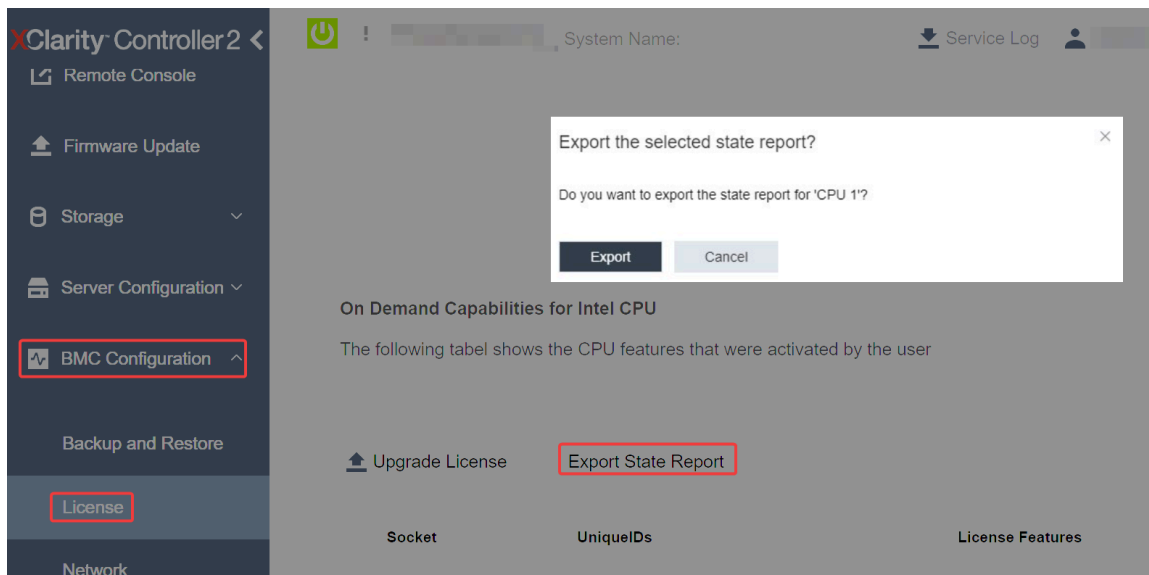 XClarity Controller 2
System Name:
Service Log
Remote Console
Firmware Update
Export the selected state report?
Do you want to export the state report for 'CPU 1'?
Export
Cancel
Storage
Server Configuration
On Demand Capabilities for Intel CPU
BMC Configuration
The following tabel shows the CPU features that were activated by the user
Backup and Restore
Upgrade License
Export State Report
License
Socket
UniqueIDs
License Features
Network